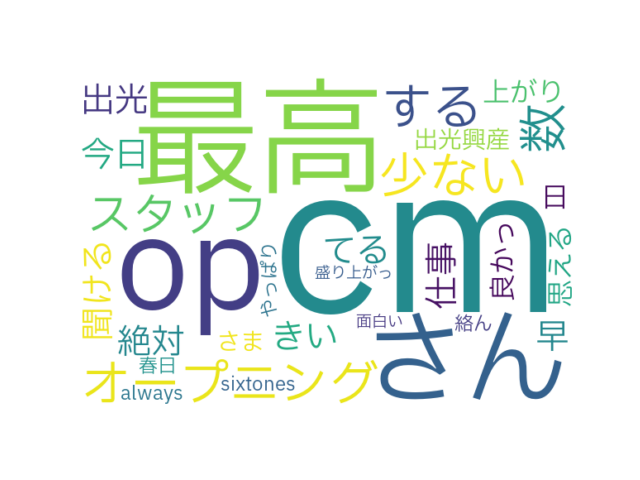 出光
最高
する
上がり
数
今日
出光興産
少ない
スタッフ
日
op
cm
てる
仕事
良かっ
思える
聞ける
やっぱり
盛り上がっ
絶対
さま
きい
面白い
絡ん
早
春日
さん
オープニング
sixtones
always